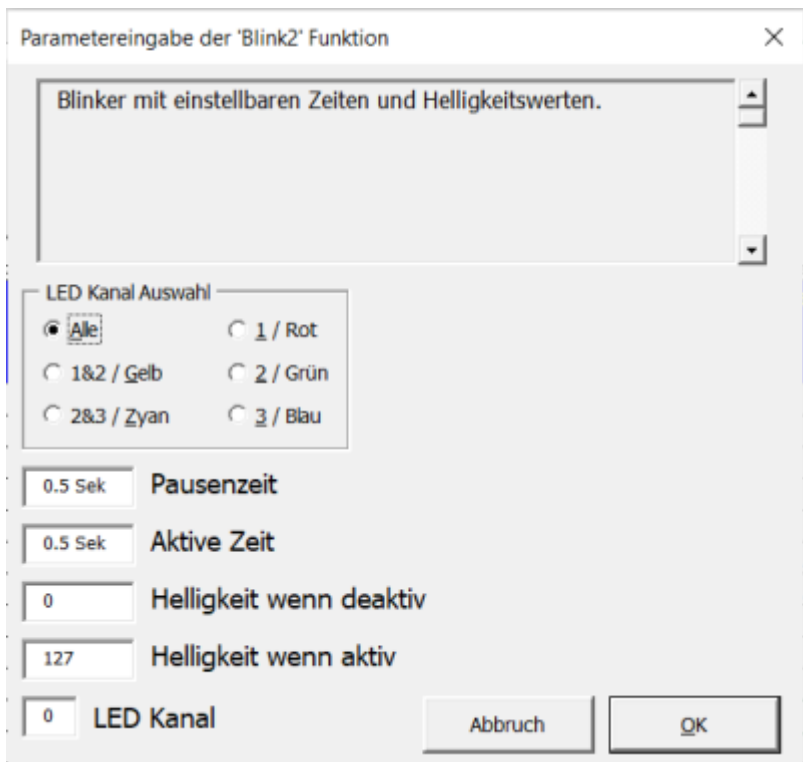 Parametereingabe der 'Blink2' Funktion
Blinker mit einstellbaren Zeiten und Helligkeitswerten.
LED Kanal Auswahl
Alle
1 / Rot
1&2 / Gelb
2 / Grün
2&3 / Zyan
3 / Blau
0.5 Sek Pausenzeit
0.5 Sek Aktive Zeit
0 Helligkeit wenn deaktiv
127 Helligkeit wenn aktiv
0 LED Kanal
Abbruch
OK